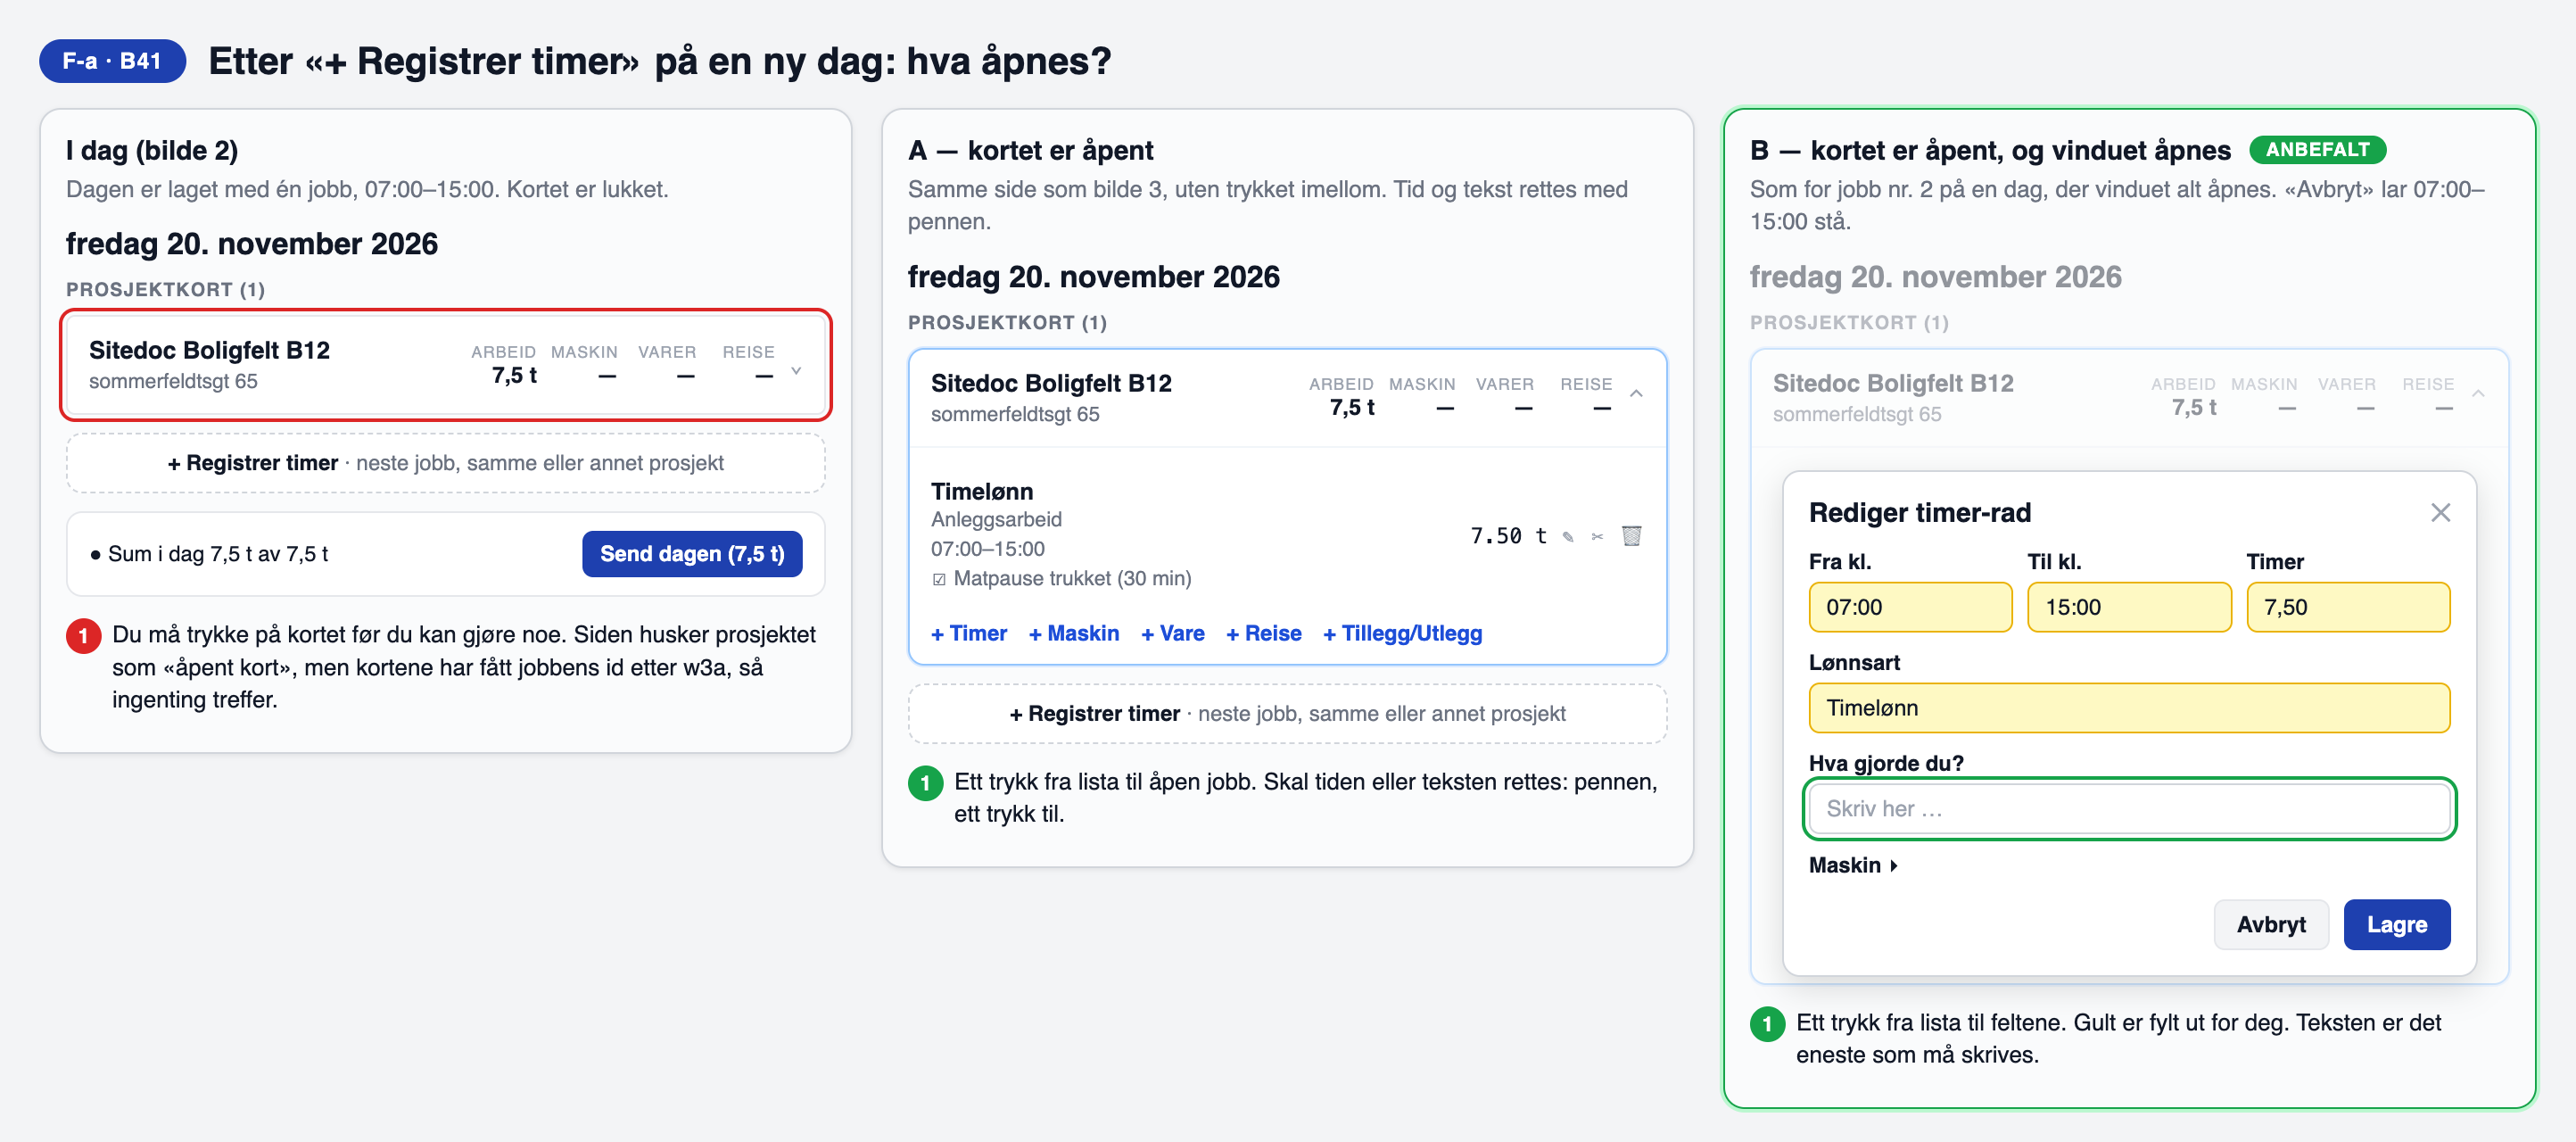 F-a · B41
Etter «+ Registrer timer» på en ny dag: hva åpnes?
I dag (bilde 2)
Dagen er laget med én jobb, 07:00–15:00. Kortet er lukket.
fredag 20. november 2026
PROSJEKTKORT (1)
Sitedoc Boligfelt B12
sommerfeldtsgt 65
ARBEID MASKIN VARER REISE
7,5 t — — —
+ Registrer timer · neste jobb, samme eller annet prosjekt
● Sum i dag 7,5 t av 7,5 t
Send dagen (7,5 t)
1 Du må trykke på kortet før du kan gjøre noe. Siden husker prosjektet
som «åpent kort», men kortene har fått jobbens id etter w3a, så
ingenting treffer.
A — kortet er åpent
Samme side som bilde 3, uten trykket imellom. Tid og tekst rettes med
pennen.
fredag 20. november 2026
PROSJEKTKORT (1)
Sitedoc Boligfelt B12
sommerfeldtsgt 65
ARBEID MASKIN VARER REISE
7,5 t — — —
Timelønn
Anleggsarbeid
07:00–15:00
☑ Matpause trukket (30 min)
7.50 t
+ Timer + Maskin + Vare + Reise + Tillegg/Utlegg
+ Registrer timer · neste jobb, samme eller annet prosjekt
1 Ett trykk fra lista til åpen jobb. Skal tiden eller teksten rettes: pennen,
ett trykk til.
B — kortet er åpent, og vinduet åpnes
ANBEFALT
Som for jobb nr. 2 på en dag, der vinduet alt åpnes. «Avbryt» lar 07:00–
15:00 stå.
fredag 20. november 2026
PROSJEKTKORT (1)
Sitedoc Boligfelt B12
sommerfeldtsgt 65
ARBEID MASKIN VARER REISE
7,5 t — — —
Rediger timer-rad
Fra kl. Til kl. Timer
07:00 15:00 7,50
Lønnsart
Timelønn
Hva gjorde du?
Skriv her …
Maskin
Avbryt Lagre
1 Ett trykk fra lista til feltene. Gult er fylt ut for deg. Teksten er det
eneste som må skrives.